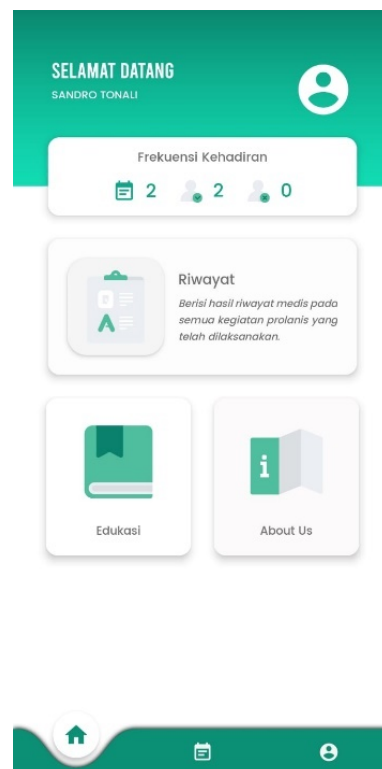 SELAMAT DATANG
SANDRO TONALI
Frekuensi Kehadiran
2 2 0
Riwayat
Berisi hasil riwayat medis pada
semua kegiatan prolanis yang
telah dilaksanakan.
Edukasi
i
About Us